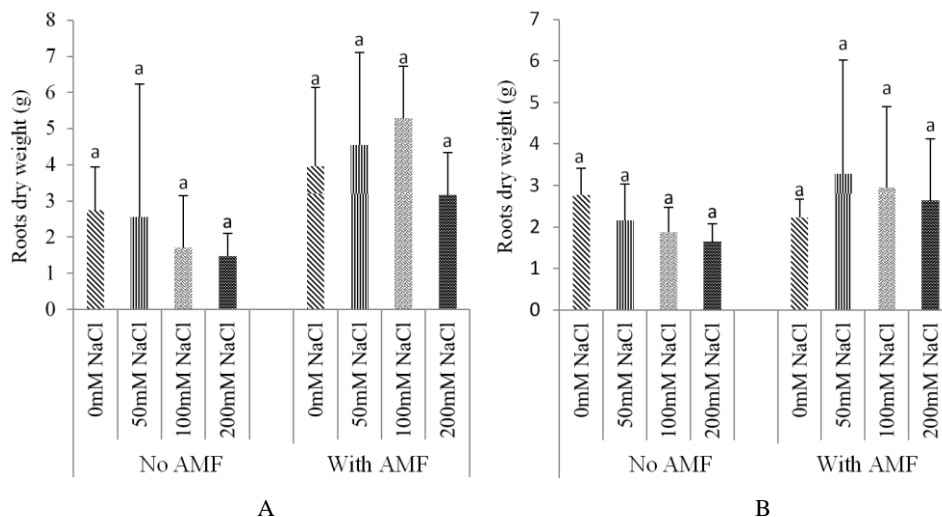 Roots dry weight (g)
8
7
6
5
4
3
2
1
0
a
a
a
a
a
a
a
a
0mM NaCl
50mM NaCl
100mM NaCl
200mM NaCl
0mM NaCl
50mM NaCl
100mM NaCl
200mM NaCl
No AMF
With AMF
A
Roots dry weight (g)
7
6
5
4
3
2
1
0
a
a
a
a
a
a
a
a
0mM NaCl
50mM NaCl
100mM NaCl
200mM NaCl
0mM NaCl
50mM NaCl
100mM NaCl
200mM NaCl
No AMF
With AMF
B